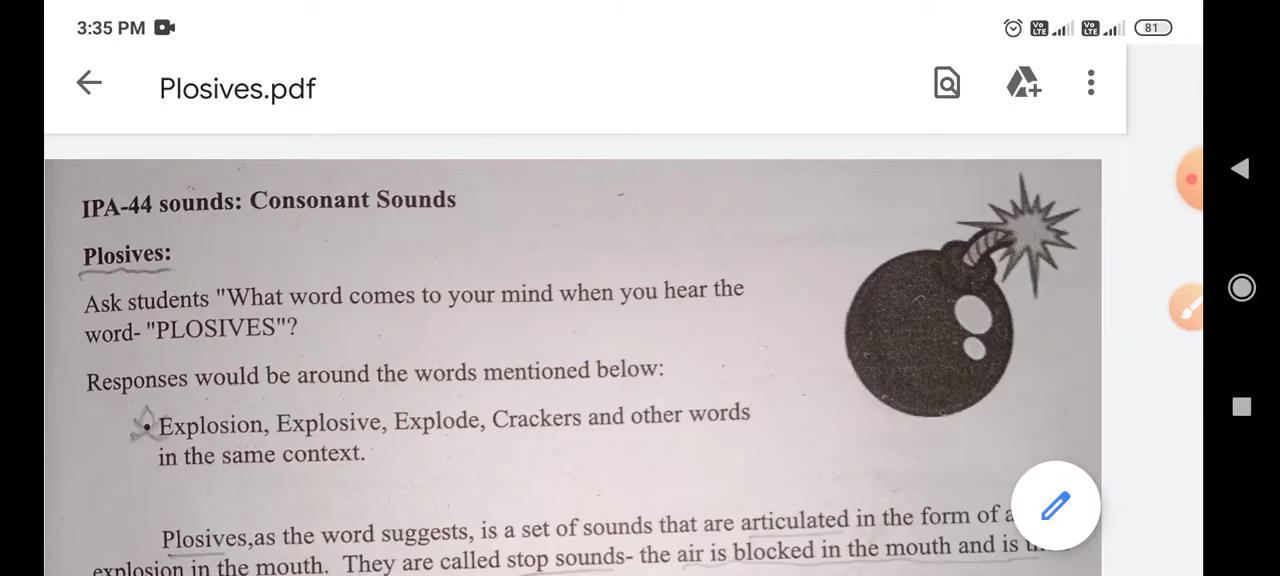 3:35 PM
Vo LTE Vo LTE 81
Plosives.pdf
IPA-44 sounds: Consonant Sounds
Plosives:
Ask students "What word comes to your mind when you hear the
word- "PLOSIVES"?
Responses would be around the words mentioned below:
• Explosion, Explosive, Explode, Crackers and other words
in the same context.
Plosives,as the word suggests, is a set of sounds that are articulated in the form of
explosion in the mouth. They are called stop sounds- the air is blocked in the mouth and is